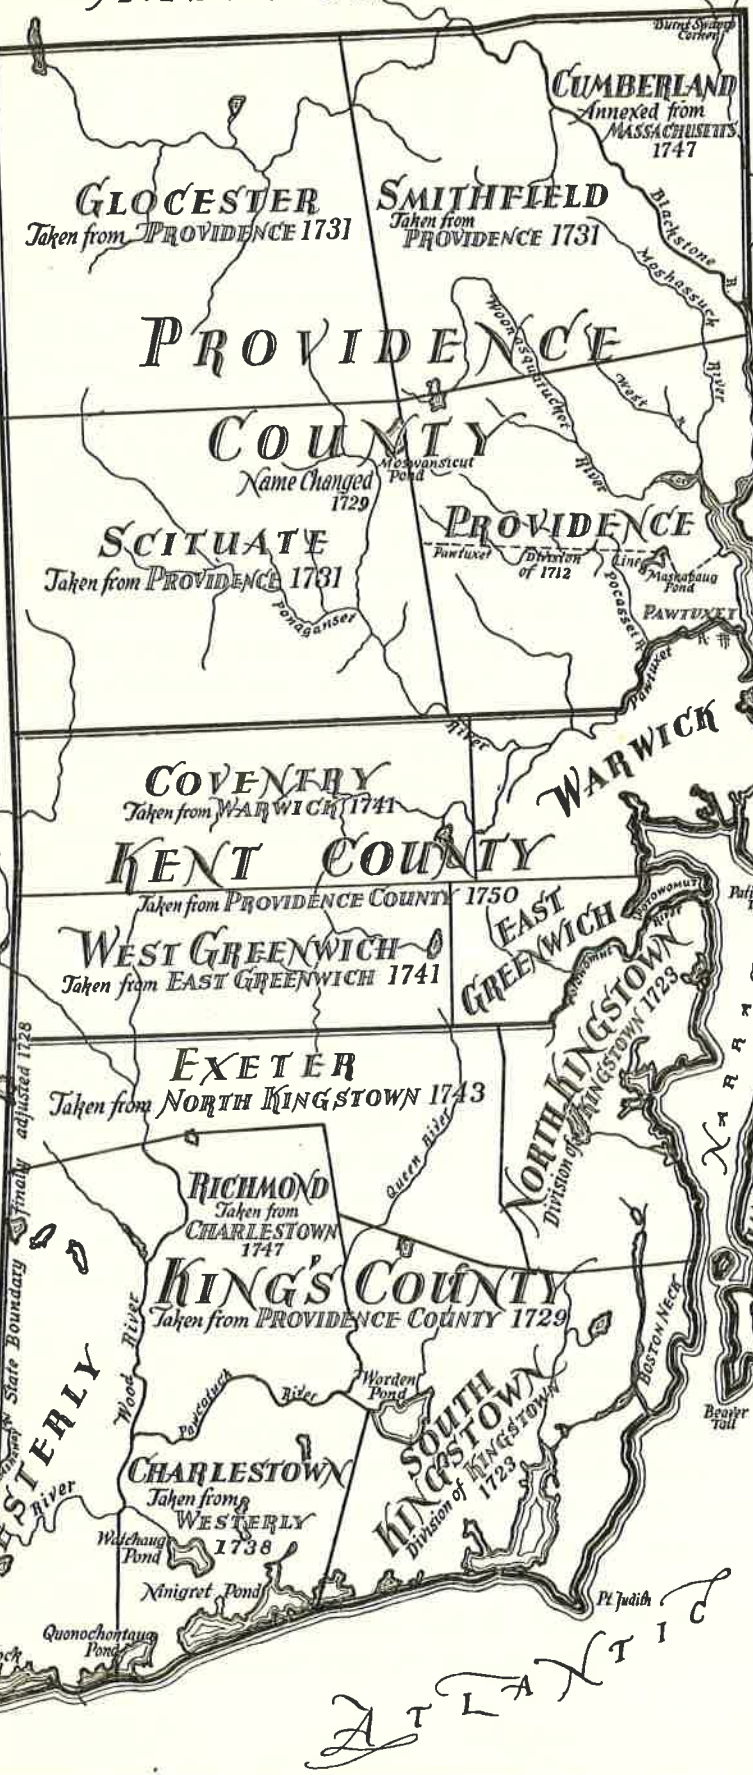 Burnt Swamp
Corner
CUMBERLAND
Annexed from
MASSACHUSETTS
1747
GLOCESTER
Taken from PROVIDENCE 1731
SMITHFIELD
Taken from
PROVIDENCE 1731
Blackstone R.
Moshassuck River
PROVIDENCE
Woonasquatucket River
West R.
COUNTY
Name Changed
1729
Moswansicut
Pond
SCITUATE
Taken from PROVIDENCE 1731
PROVIDENCE
Pawtuxet Division Line
of 1712
Mashapaug
Pond
Ponaganset
River
Pocasset R.
PAWTUXET
Pawtuxet R.
WARWICK
COVENTRY
Taken from WARWICK 1741
KENT COUNTY
Taken from PROVIDENCE COUNTY 1750
POTOWOMUT
River
WEST GREENWICH
Taken from EAST GREENWICH 1741
EAST
GREENWICH
NORTH KINGSTOWN
Division of KINGSTOWN 1723
EXETER
Taken from NORTH KINGSTOWN 1743
Queen River
State Boundary finally adjusted 1728
RICHMOND
Taken from
CHARLESTOWN
1747
KING'S COUNTY
Taken from PROVIDENCE COUNTY 1729
Wood River
Pawcatuck River
Worden
Pond
BOSTON NECK
Beaver
Tail
STERLY
River
SOUTH
KINGSTOWN
Division of KINGSTOWN
1723
CHARLESTOWN
Taken from
WESTERLY
1738
Watchaug
Pond
Ninigret Pond
Quonochontaug
Pond
Pt. Judith
NARRA
ATLANTIC